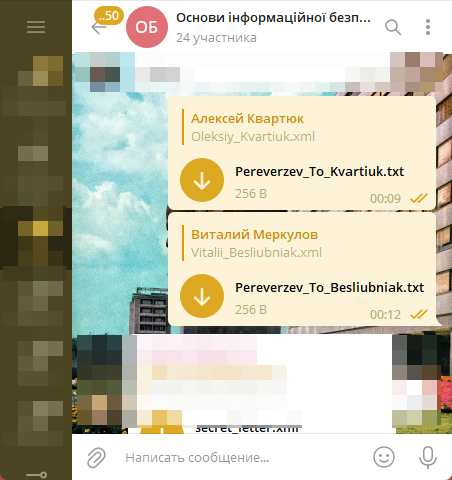 ..50
ОБ
Основи інформаційної безп...
24 участника
Алексей Квартюк
Oleksiy_Kvartiuk.xml
Pereverzev_To_Kvartiuk.txt
256 B
00:09
Виталий Меркулов
Vitalii_Besliubniak.xml
Pereverzev_To_Besliubniak.txt
256 B
00:12
secret_letter.xml
Написать сообщение...